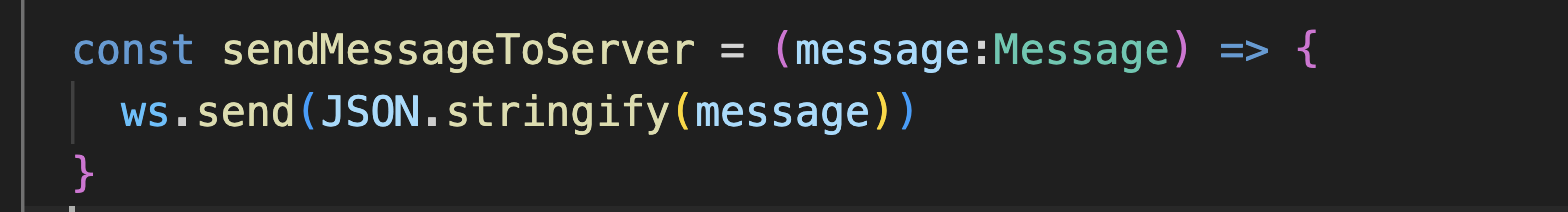 const sendMessageToServer = (message:Message) => {
  ws.send(JSON.stringify(message))
}